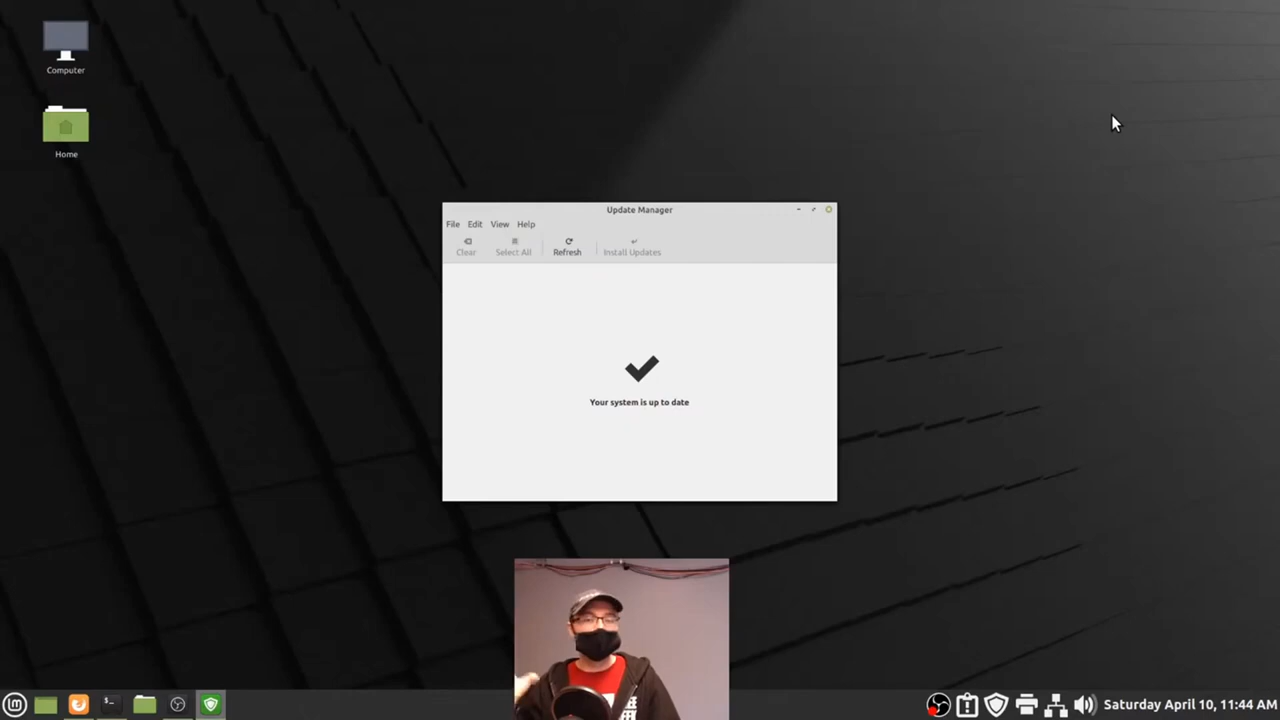 Computer
Home
Update Manager
File Edit View Help
Clear Select All Refresh Install Updates
Your system is up to date
Saturday April 10, 11:44 AM